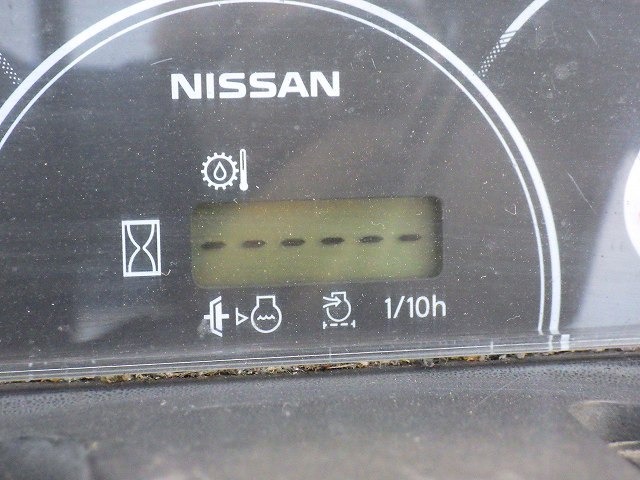 NISSAN
------
1/10h